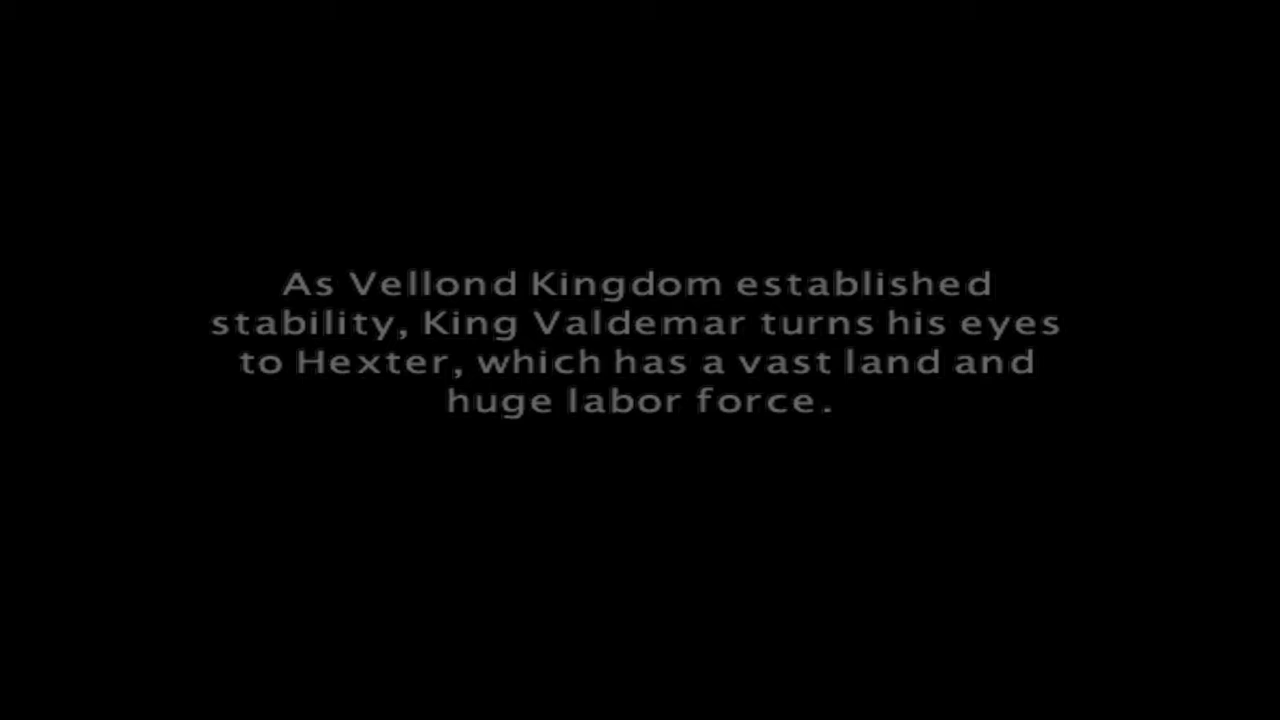 As Vellond Kingdom established
stability, King Valdemar turns his eyes
to Hexter, which has a vast land and
huge labor force.